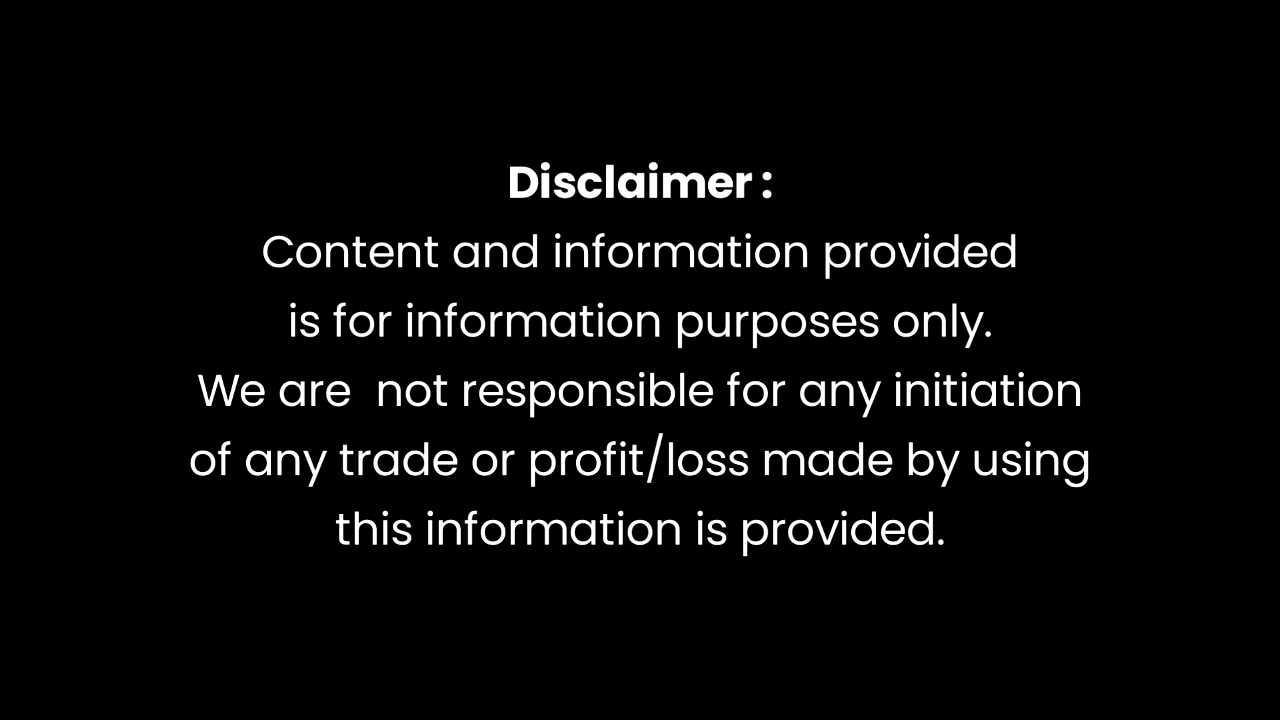 Disclaimer :
Content and information provided
is for information purposes only.
We are  not responsible for any initiation
of any trade or profit/loss made by using
this information is provided.